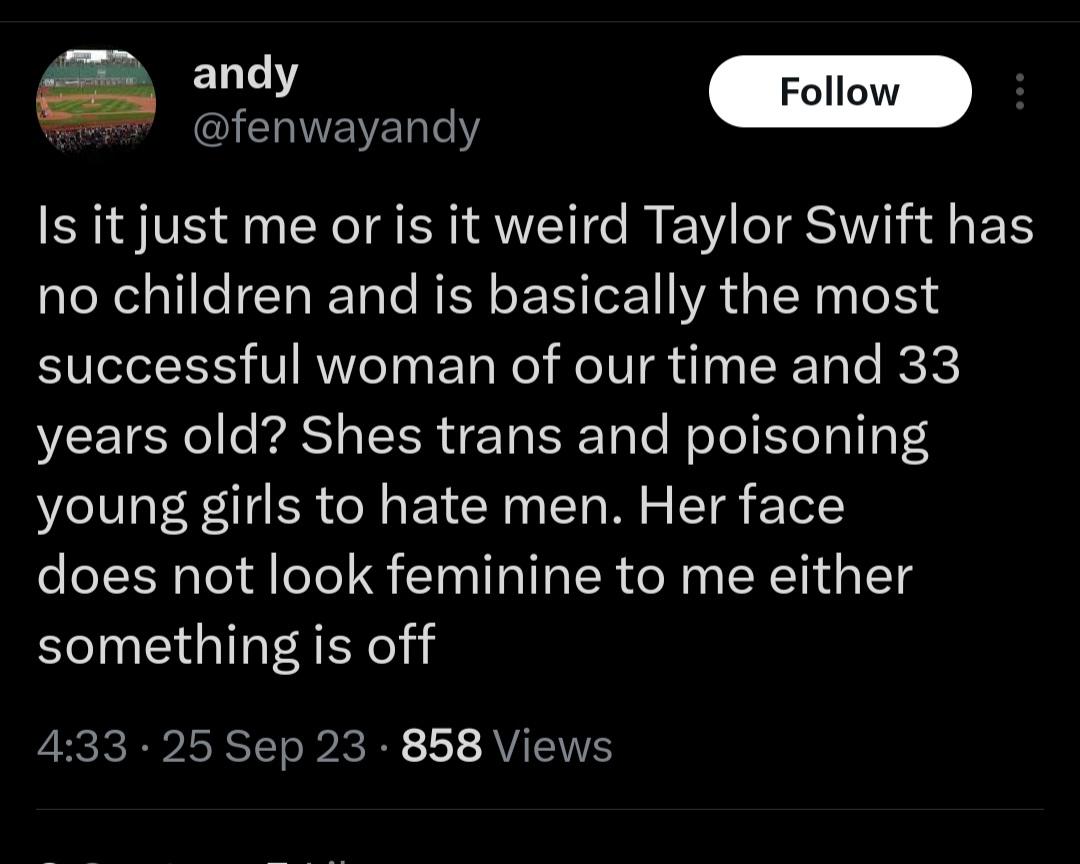 andy
@fenwayandy
Follow
Is it just me or is it weird Taylor Swift has
no children and is basically the most
successful woman of our time and 33
years old? Shes trans and poisoning
young girls to hate men. Her face
does not look feminine to me either
something is off
4:33 · 25 Sep 23 · 858 Views